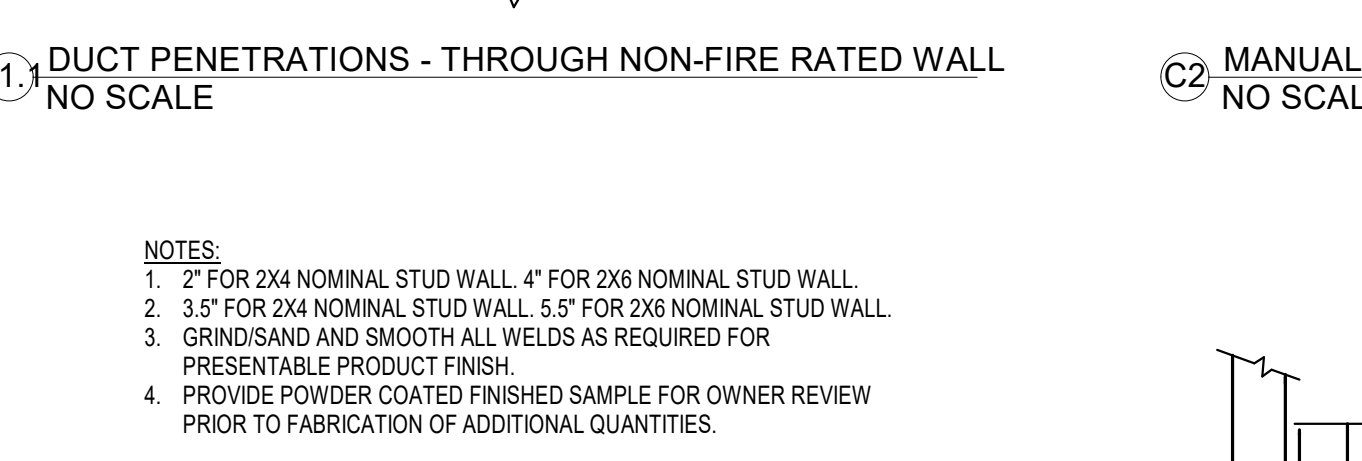 1.1 DUCT PENETRATIONS - THROUGH NON-FIRE RATED WALL
NO SCALE
C2 MANUAL
NO SCAL
NOTES:
1. 2" FOR 2X4 NOMINAL STUD WALL. 4" FOR 2X6 NOMINAL STUD WALL.
2. 3.5" FOR 2X4 NOMINAL STUD WALL. 5.5" FOR 2X6 NOMINAL STUD WALL.
3. GRIND/SAND AND SMOOTH ALL WELDS AS REQUIRED FOR
PRESENTABLE PRODUCT FINISH.
4. PROVIDE POWDER COATED FINISHED SAMPLE FOR OWNER REVIEW
PRIOR TO FABRICATION OF ADDITIONAL QUANTITIES.